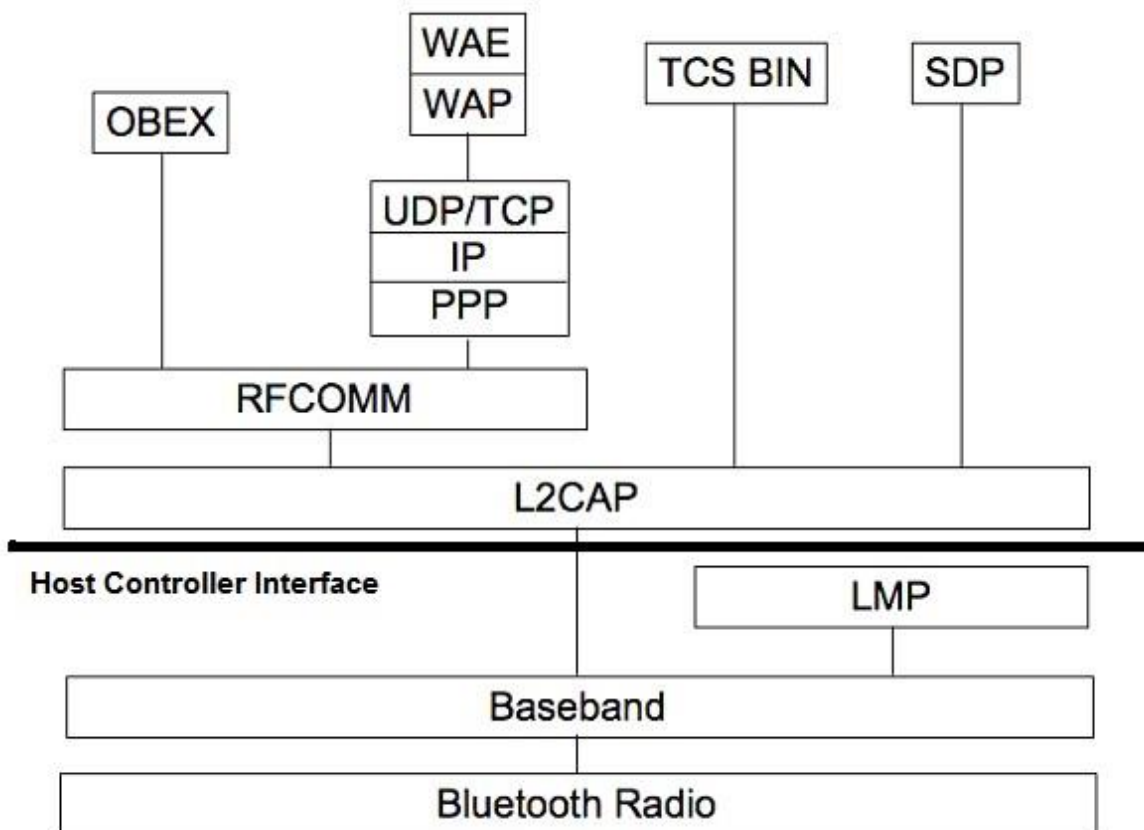 WAE
WAP
TCS BIN
SDP
OBEX
UDP/TCP
IP
PPP
RFCOMM
L2CAP
Host Controller Interface
LMP
Baseband
Bluetooth Radio